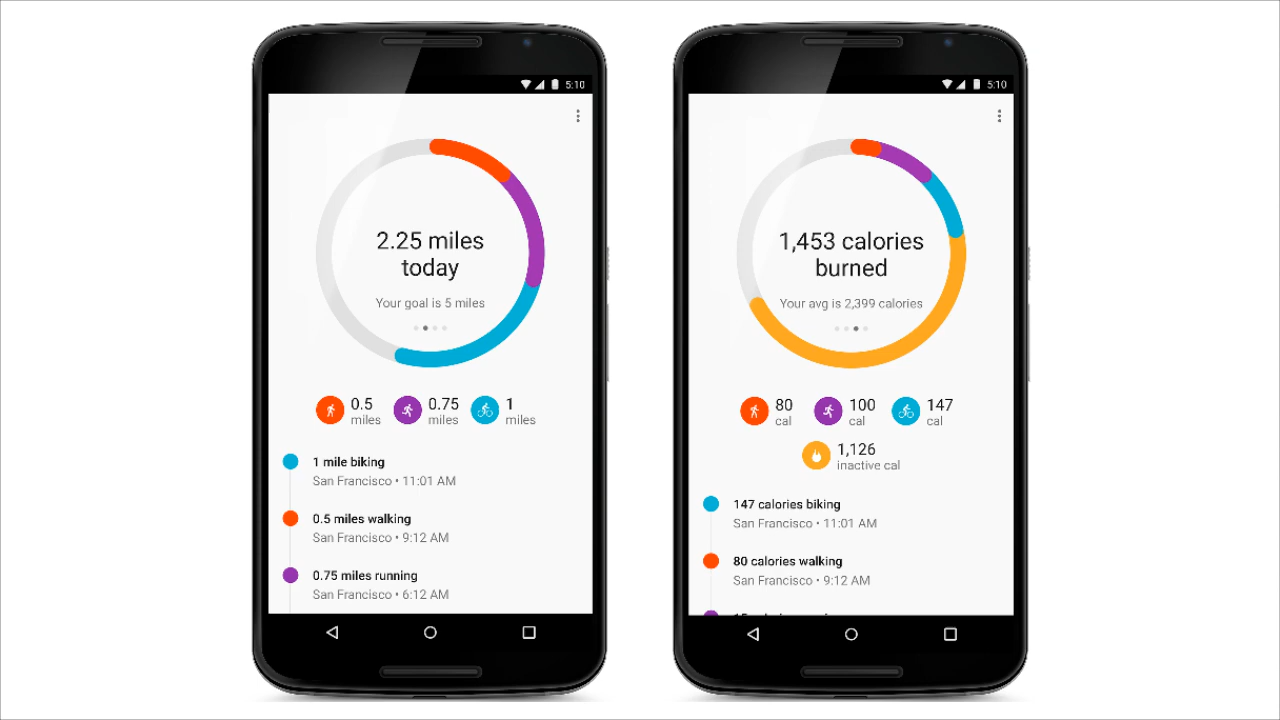 5:10
2.25 miles
today
Your goal is 5 miles
0.5
miles
0.75
miles
1
miles
1 mile biking
San Francisco • 11:01 AM
0.5 miles walking
San Francisco • 9:12 AM
0.75 miles running
San Francisco • 6:12 AM
5:10
1,453 calories
burned
Your avg is 2,399 calories
80
cal
100
cal
147
cal
1,126
inactive cal
147 calories biking
San Francisco • 11:01 AM
80 calories walking
San Francisco • 9:12 AM